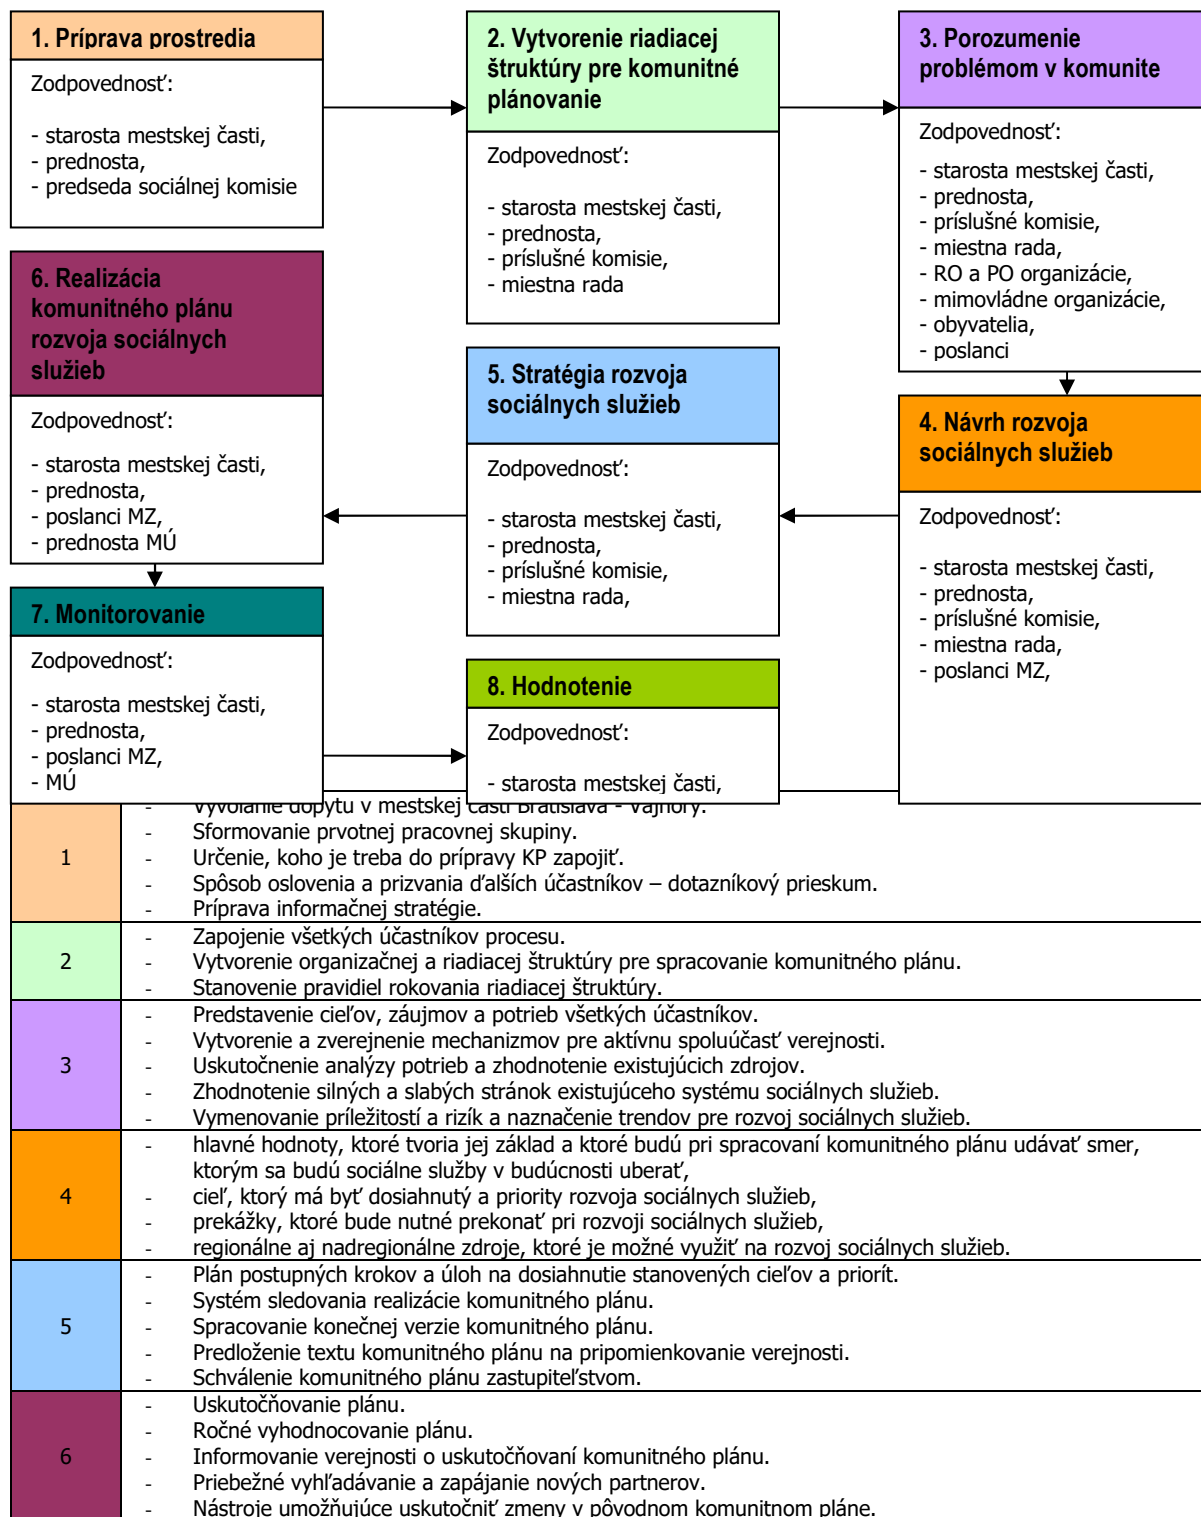 1. Príprava prostredia
Zodpovednosť:
- starosta mestskej časti,
- prednosta,
- predseda sociálnej komisie
2. Vytvorenie riadiacej
štruktúry pre komunitné
plánovanie
Zodpovednosť:
- starosta mestskej časti,
- prednosta,
- príslušné komisie,
- miestna rada
3. Porozumenie
problémom v komunite
Zodpovednosť:
- starosta mestskej časti,
- prednosta,
- príslušné komisie,
- miestna rada,
- RO a PO organizácie,
- mimovládne organizácie,
- obyvatelia,
- poslanci
4. Návrh rozvoja
sociálnych služieb
Zodpovednosť:
- starosta mestskej časti,
- prednosta,
- príslušné komisie,
- miestna rada,
- poslanci MZ,
5. Stratégia rozvoja
sociálnych služieb
Zodpovednosť:
- starosta mestskej časti,
- prednosta,
- príslušné komisie,
- miestna rada,
6. Realizácia
komunitného plánu
rozvoja sociálnych
služieb
Zodpovednosť:
- starosta mestskej časti,
- prednosta,
- poslanci MZ,
- prednosta MÚ
7. Monitorovanie
Zodpovednosť:
- starosta mestskej časti,
- prednosta,
- poslanci MZ,
- MÚ
8. Hodnotenie
Zodpovednosť:
- starosta mestskej časti,
1
- Vyvolanie dopytu v mestskej časti Bratislava - Vajnory.
- Sformovanie prvotnej pracovnej skupiny.
- Určenie, koho je treba do prípravy KP zapojiť.
- Spôsob oslovenia a prizvania ďalších účastníkov – dotazníkový prieskum.
- Príprava informačnej stratégie.
2
- Zapojenie všetkých účastníkov procesu.
- Vytvorenie organizačnej a riadiacej štruktúry pre spracovanie komunitného plánu.
- Stanovenie pravidiel rokovania riadiacej štruktúry.
3
- Predstavenie cieľov, záujmov a potrieb všetkých účastníkov.
- Vytvorenie a zverejnenie mechanizmov pre aktívnu spoluúčasť verejnosti.
- Uskutočnenie analýzy potrieb a zhodnotenie existujúcich zdrojov.
- Zhodnotenie silných a slabých stránok existujúceho systému sociálnych služieb.
- Vymenovanie príležitostí a rizík a naznačenie trendov pre rozvoj sociálnych služieb.
4
- hlavné hodnoty, ktoré tvoria jej základ a ktoré budú pri spracovaní komunitného plánu udávať smer,
ktorým sa budú sociálne služby v budúcnosti uberať,
- cieľ, ktorý má byť dosiahnutý a priority rozvoja sociálnych služieb,
- prekážky, ktoré bude nutné prekonať pri rozvoji sociálnych služieb,
- regionálne aj nadregionálne zdroje, ktoré je možné využiť na rozvoj sociálnych služieb.
5
- Plán postupných krokov a úloh na dosiahnutie stanovených cieľov a priorít.
- Systém sledovania realizácie komunitného plánu.
- Spracovanie konečnej verzie komunitného plánu.
- Predloženie textu komunitného plánu na pripomienkovanie verejnosti.
- Schválenie komunitného plánu zastupiteľstvom.
6
- Uskutočňovanie plánu.
- Ročné vyhodnocovanie plánu.
- Informovanie verejnosti o uskutočňovaní komunitného plánu.
- Priebežné vyhľadávanie a zapájanie nových partnerov.
- Nástroje umožňujúce uskutočniť zmeny v pôvodnom komunitnom pláne.